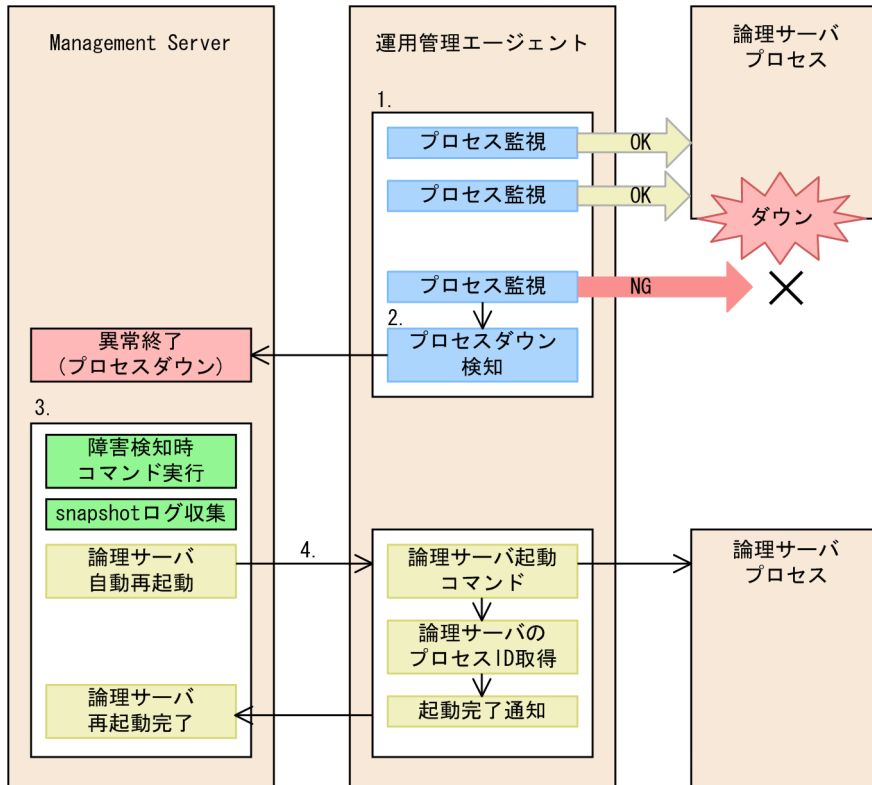 Management Server
運用管理エージェント
論理サーバ
プロセス
1.
プロセス監視
OK
プロセス監視
OK
ダウン
プロセス監視
NG
2.
プロセスダウン
検知
異常終了
(プロセスダウン)
3.
障害検知時
コマンド実行
snapshotログ収集
論理サーバ
自動再起動
4.
論理サーバ起動
コマンド
論理サーバ
プロセス
論理サーバの
プロセスID取得
起動完了通知
論理サーバ
再起動完了